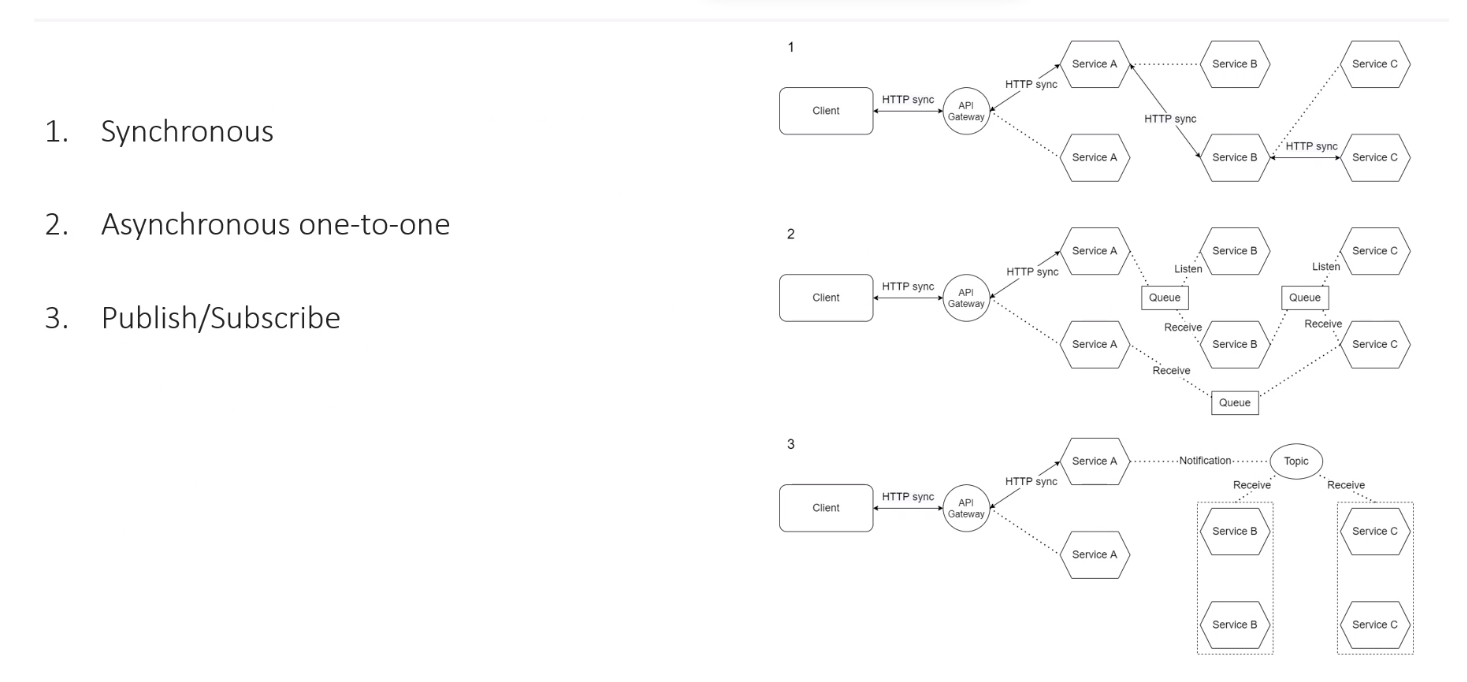 1. Synchronous
2. Asynchronous one-to-one
3. Publish/Subscribe
1
Client
HTTP sync
API
Gateway
HTTP sync
Service A
Service A
HTTP sync
Service B
Service B
HTTP sync
Service C
Service C
2
Client
HTTP sync
API
Gateway
HTTP sync
Service A
Service A
Queue
Listen
Receive
Service B
Service B
Queue
Listen
Receive
Service C
Service C
Receive
Queue
3
Client
HTTP sync
API
Gateway
HTTP sync
Service A
Service A
Notification
Topic
Receive
Receive
Service B
Service B
Service C
Service C